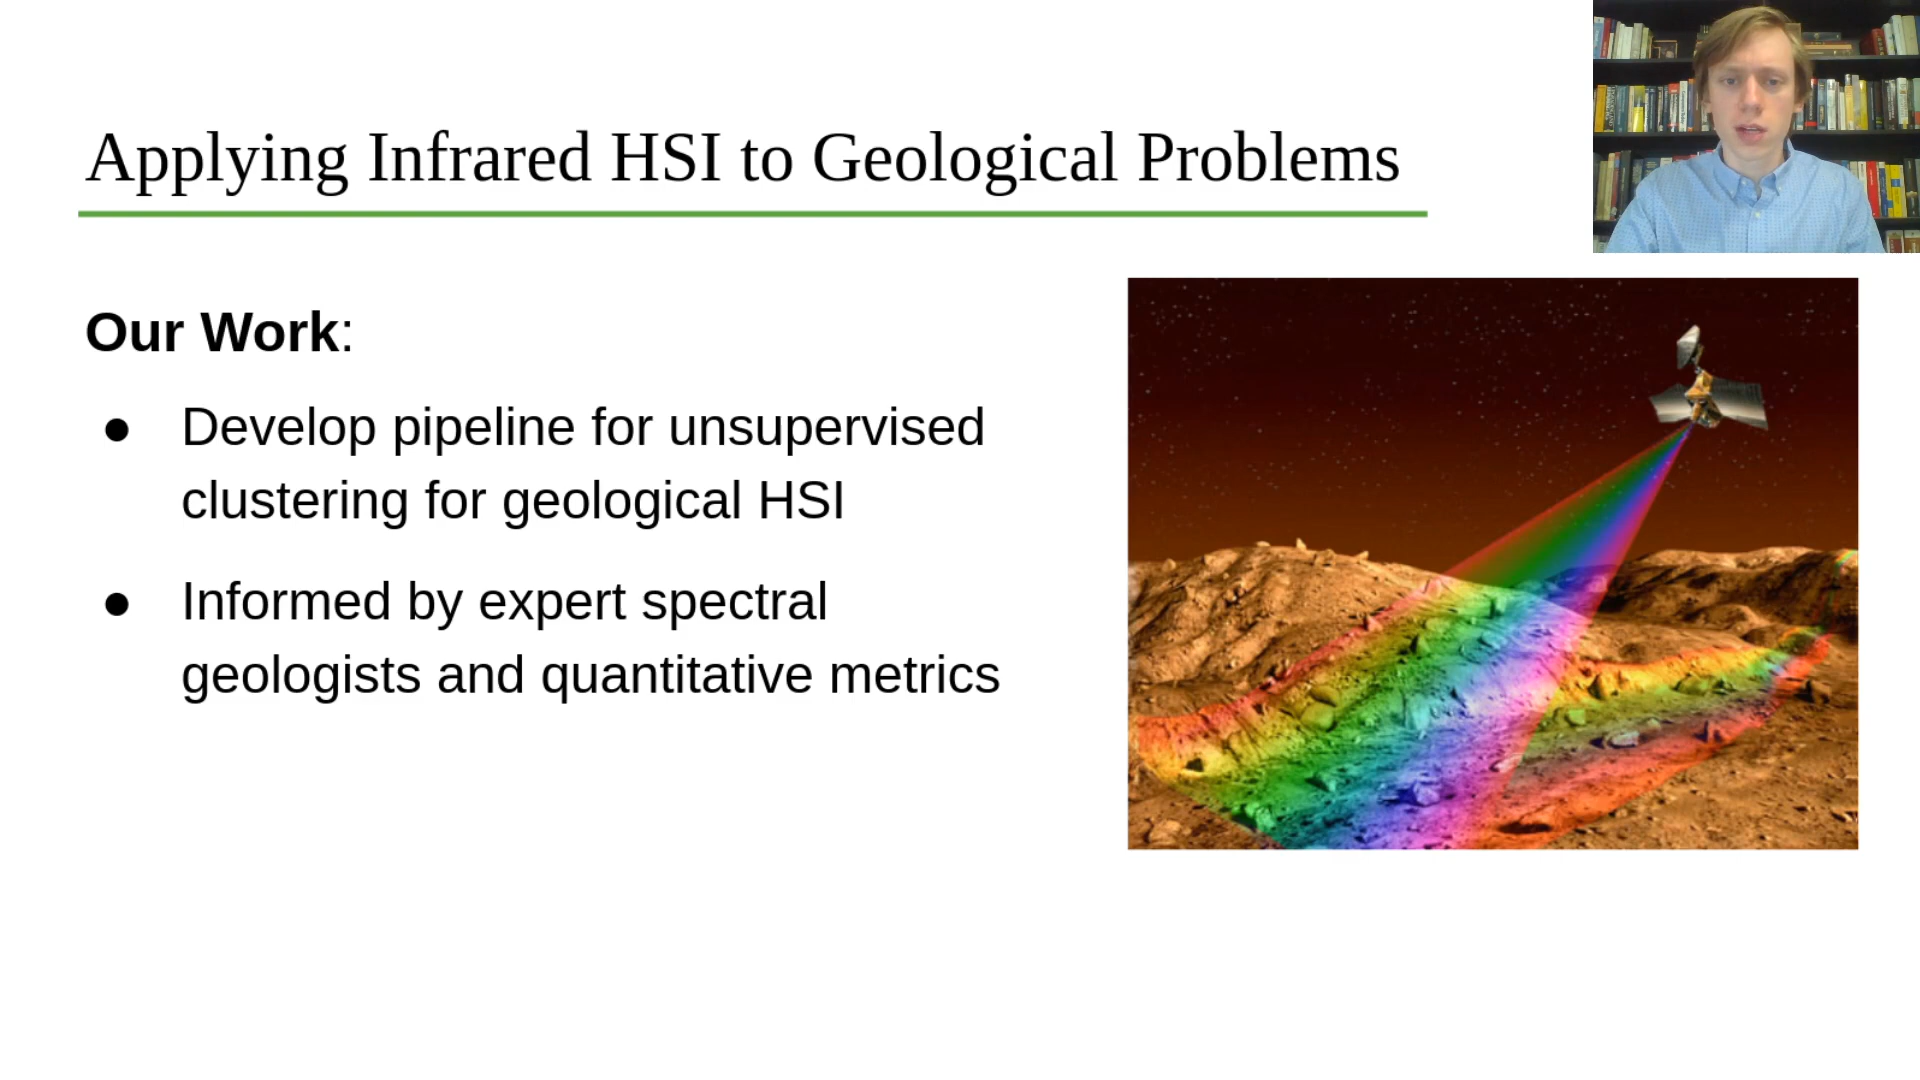 Applying Infrared HSI to Geological Problems
Our Work:
● Develop pipeline for unsupervised
clustering for geological HSI
● Informed by expert spectral
geologists and quantitative metrics